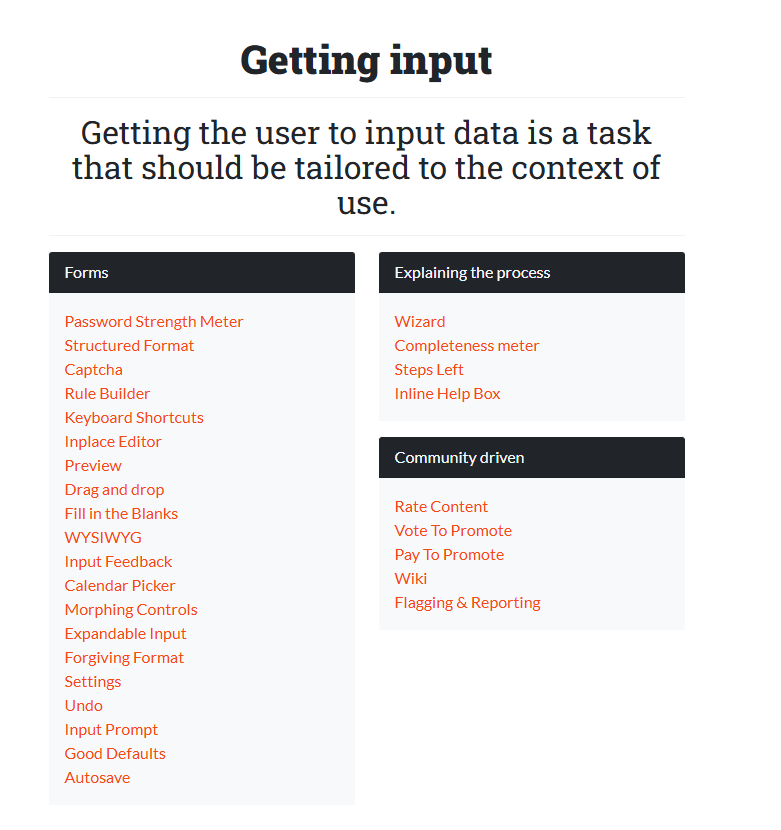 Getting input
Getting the user to input data is a task
that should be tailored to the context of
use.
Forms
Password Strength Meter
Structured Format
Captcha
Rule Builder
Keyboard Shortcuts
Inplace Editor
Preview
Drag and drop
Fill in the Blanks
WYSIWYG
Input Feedback
Calendar Picker
Morphing Controls
Expandable Input
Forgiving Format
Settings
Undo
Input Prompt
Good Defaults
Autosave
Explaining the process
Wizard
Completeness meter
Steps Left
Inline Help Box
Community driven
Rate Content
Vote To Promote
Pay To Promote
Wiki
Flagging & Reporting